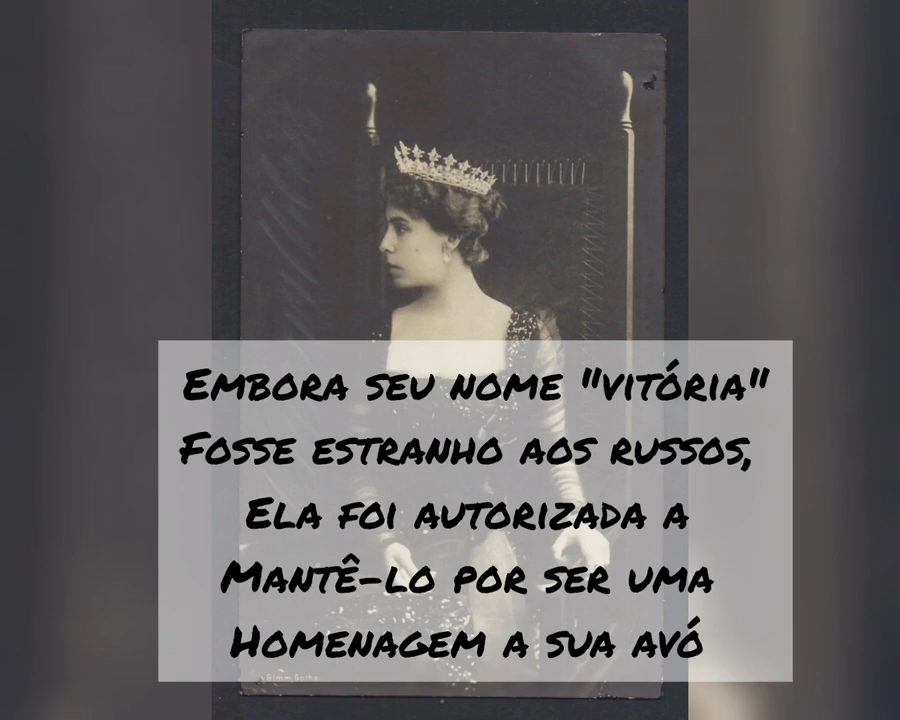 Embora seu nome "vitória"
Fosse estranho aos russos,
Ela foi autorizada a
Mantê-lo por ser uma
Homenagem a sua avó